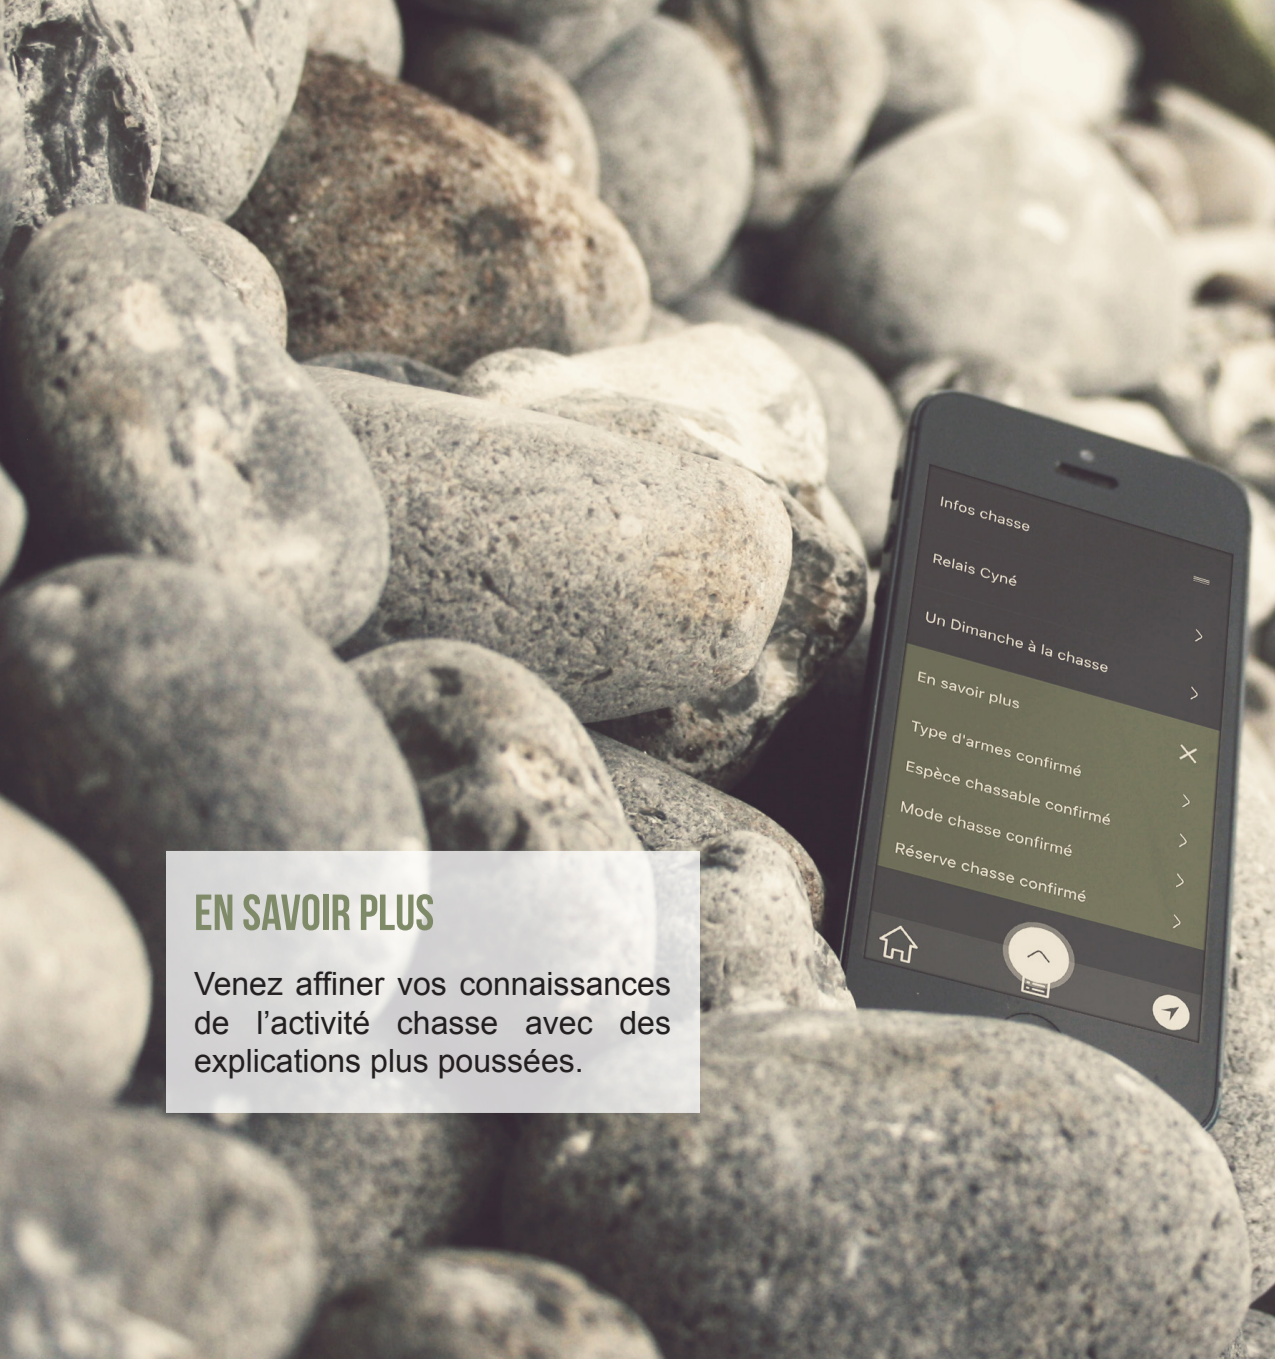 Infos chasse
Relais Cyné
Un Dimanche à la chasse
En savoir plus
Type d'armes confirmé
Espèce chassable confirmé
Mode chasse confirmé
Réserve chasse confirmé
EN SAVOIR PLUS
Venez affiner vos connaissances
de l’activité chasse avec des
explications plus poussées.